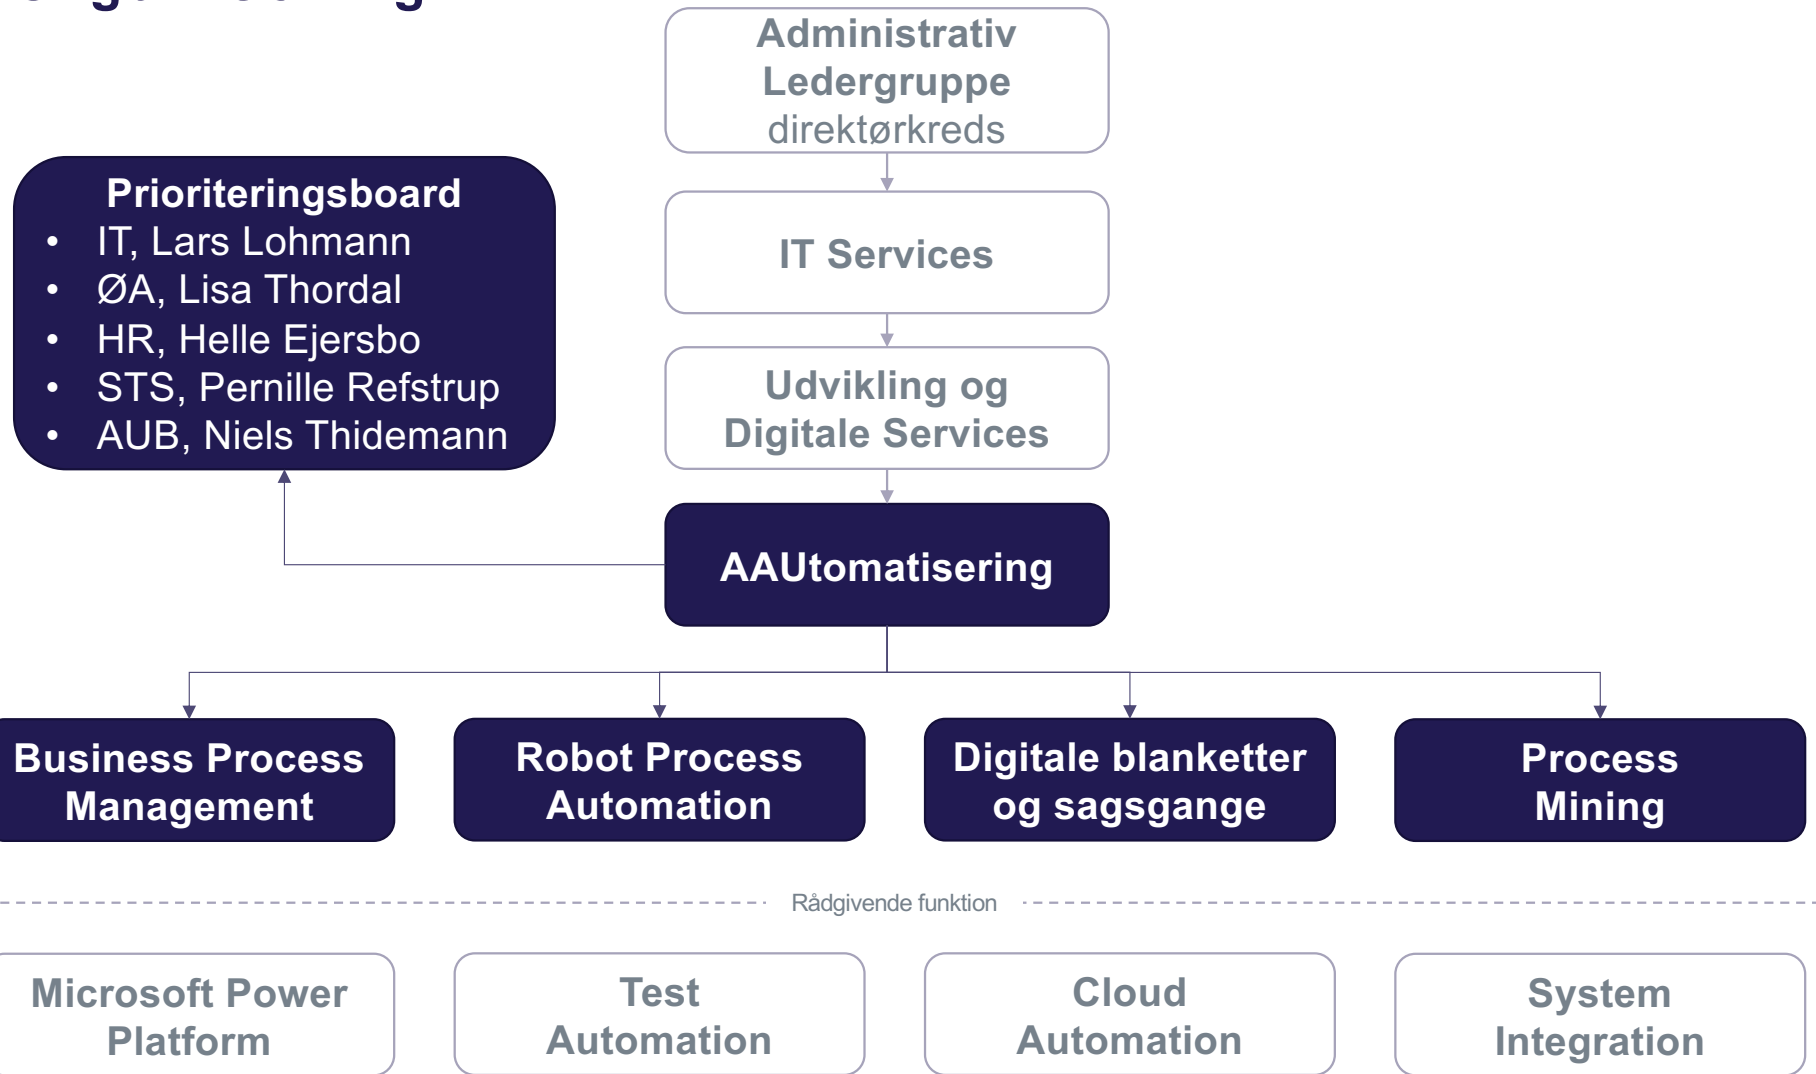 Administrativ
Ledergruppe
direktørkreds
Prioriteringsboard
• IT, Lars Lohmann
• ØA, Lisa Thordal
• HR, Helle Ejersbo
• STS, Pernille Refstrup
• AUB, Niels Thidemann
IT Services
Udvikling og
Digitale Services
AAUtomatisering
Business Process
Management
Robot Process
Automation
Digitale blanketter
og sagsgange
Process
Mining
Rådgivende funktion
Microsoft Power
Platform
Test
Automation
Cloud
Automation
System
Integration